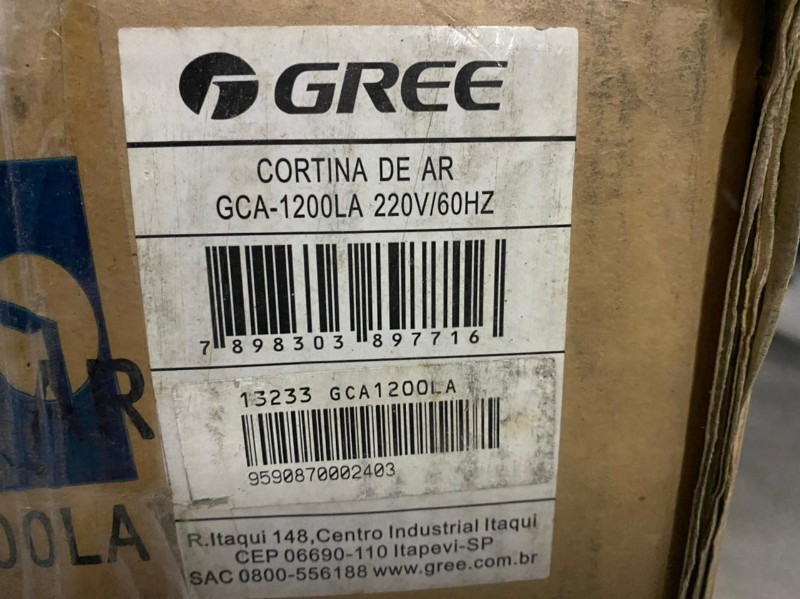 GREE
CORTINA DE AR
GCA-1200LA 220V/60HZ
7 898303 897716
13233 GCA1200LA
9590870002403
R.Itaqui 148,Centro Industrial Itaqui
CEP 06690-110 Itapevi-SP
SAC 0800-556188 www.gree.com.br
AR
00LA